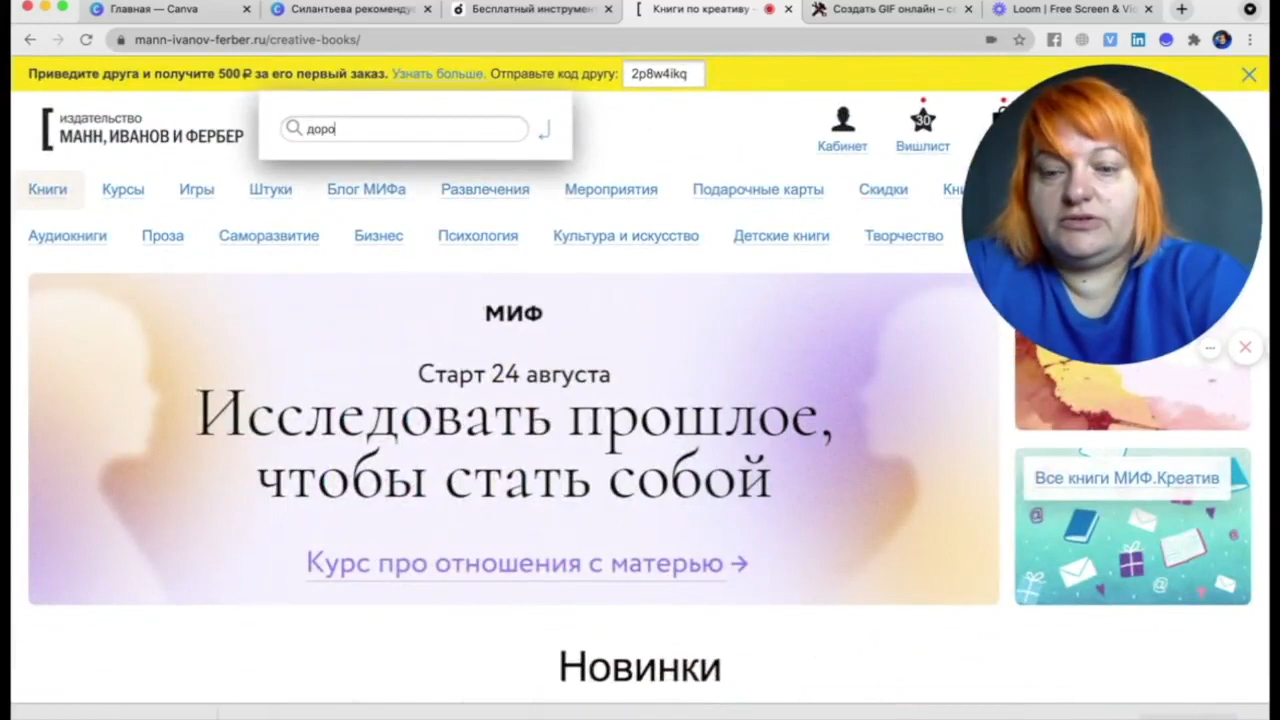 Главная — Canva
Силантьева рекоменду
Бесплатный инструмент
Книги по креативу –
Создать GIF онлайн – с
Loom | Free Screen & Vi
mann-ivanov-ferber.ru/creative-books/
Приведите друга и получите 500 ₽ за его первый заказ. Узнать больше. Отправьте код другу: 2p8w4ikq
издательство
МАНН, ИВАНОВ И ФЕРБЕР
доро
30
Кабинет
Вишлист
Книги
Курсы
Игры
Штуки
Блог МИФа
Развлечения
Мероприятия
Подарочные карты
Скидки
Кни
Аудиокниги
Проза
Саморазвитие
Бизнес
Психология
Культура и искусство
Детские книги
Творчество
МИФ
Старт 24 августа
Исследовать прошлое,
чтобы стать собой
Курс про отношения с матерью →
Все книги МИФ.Креатив
Новинки